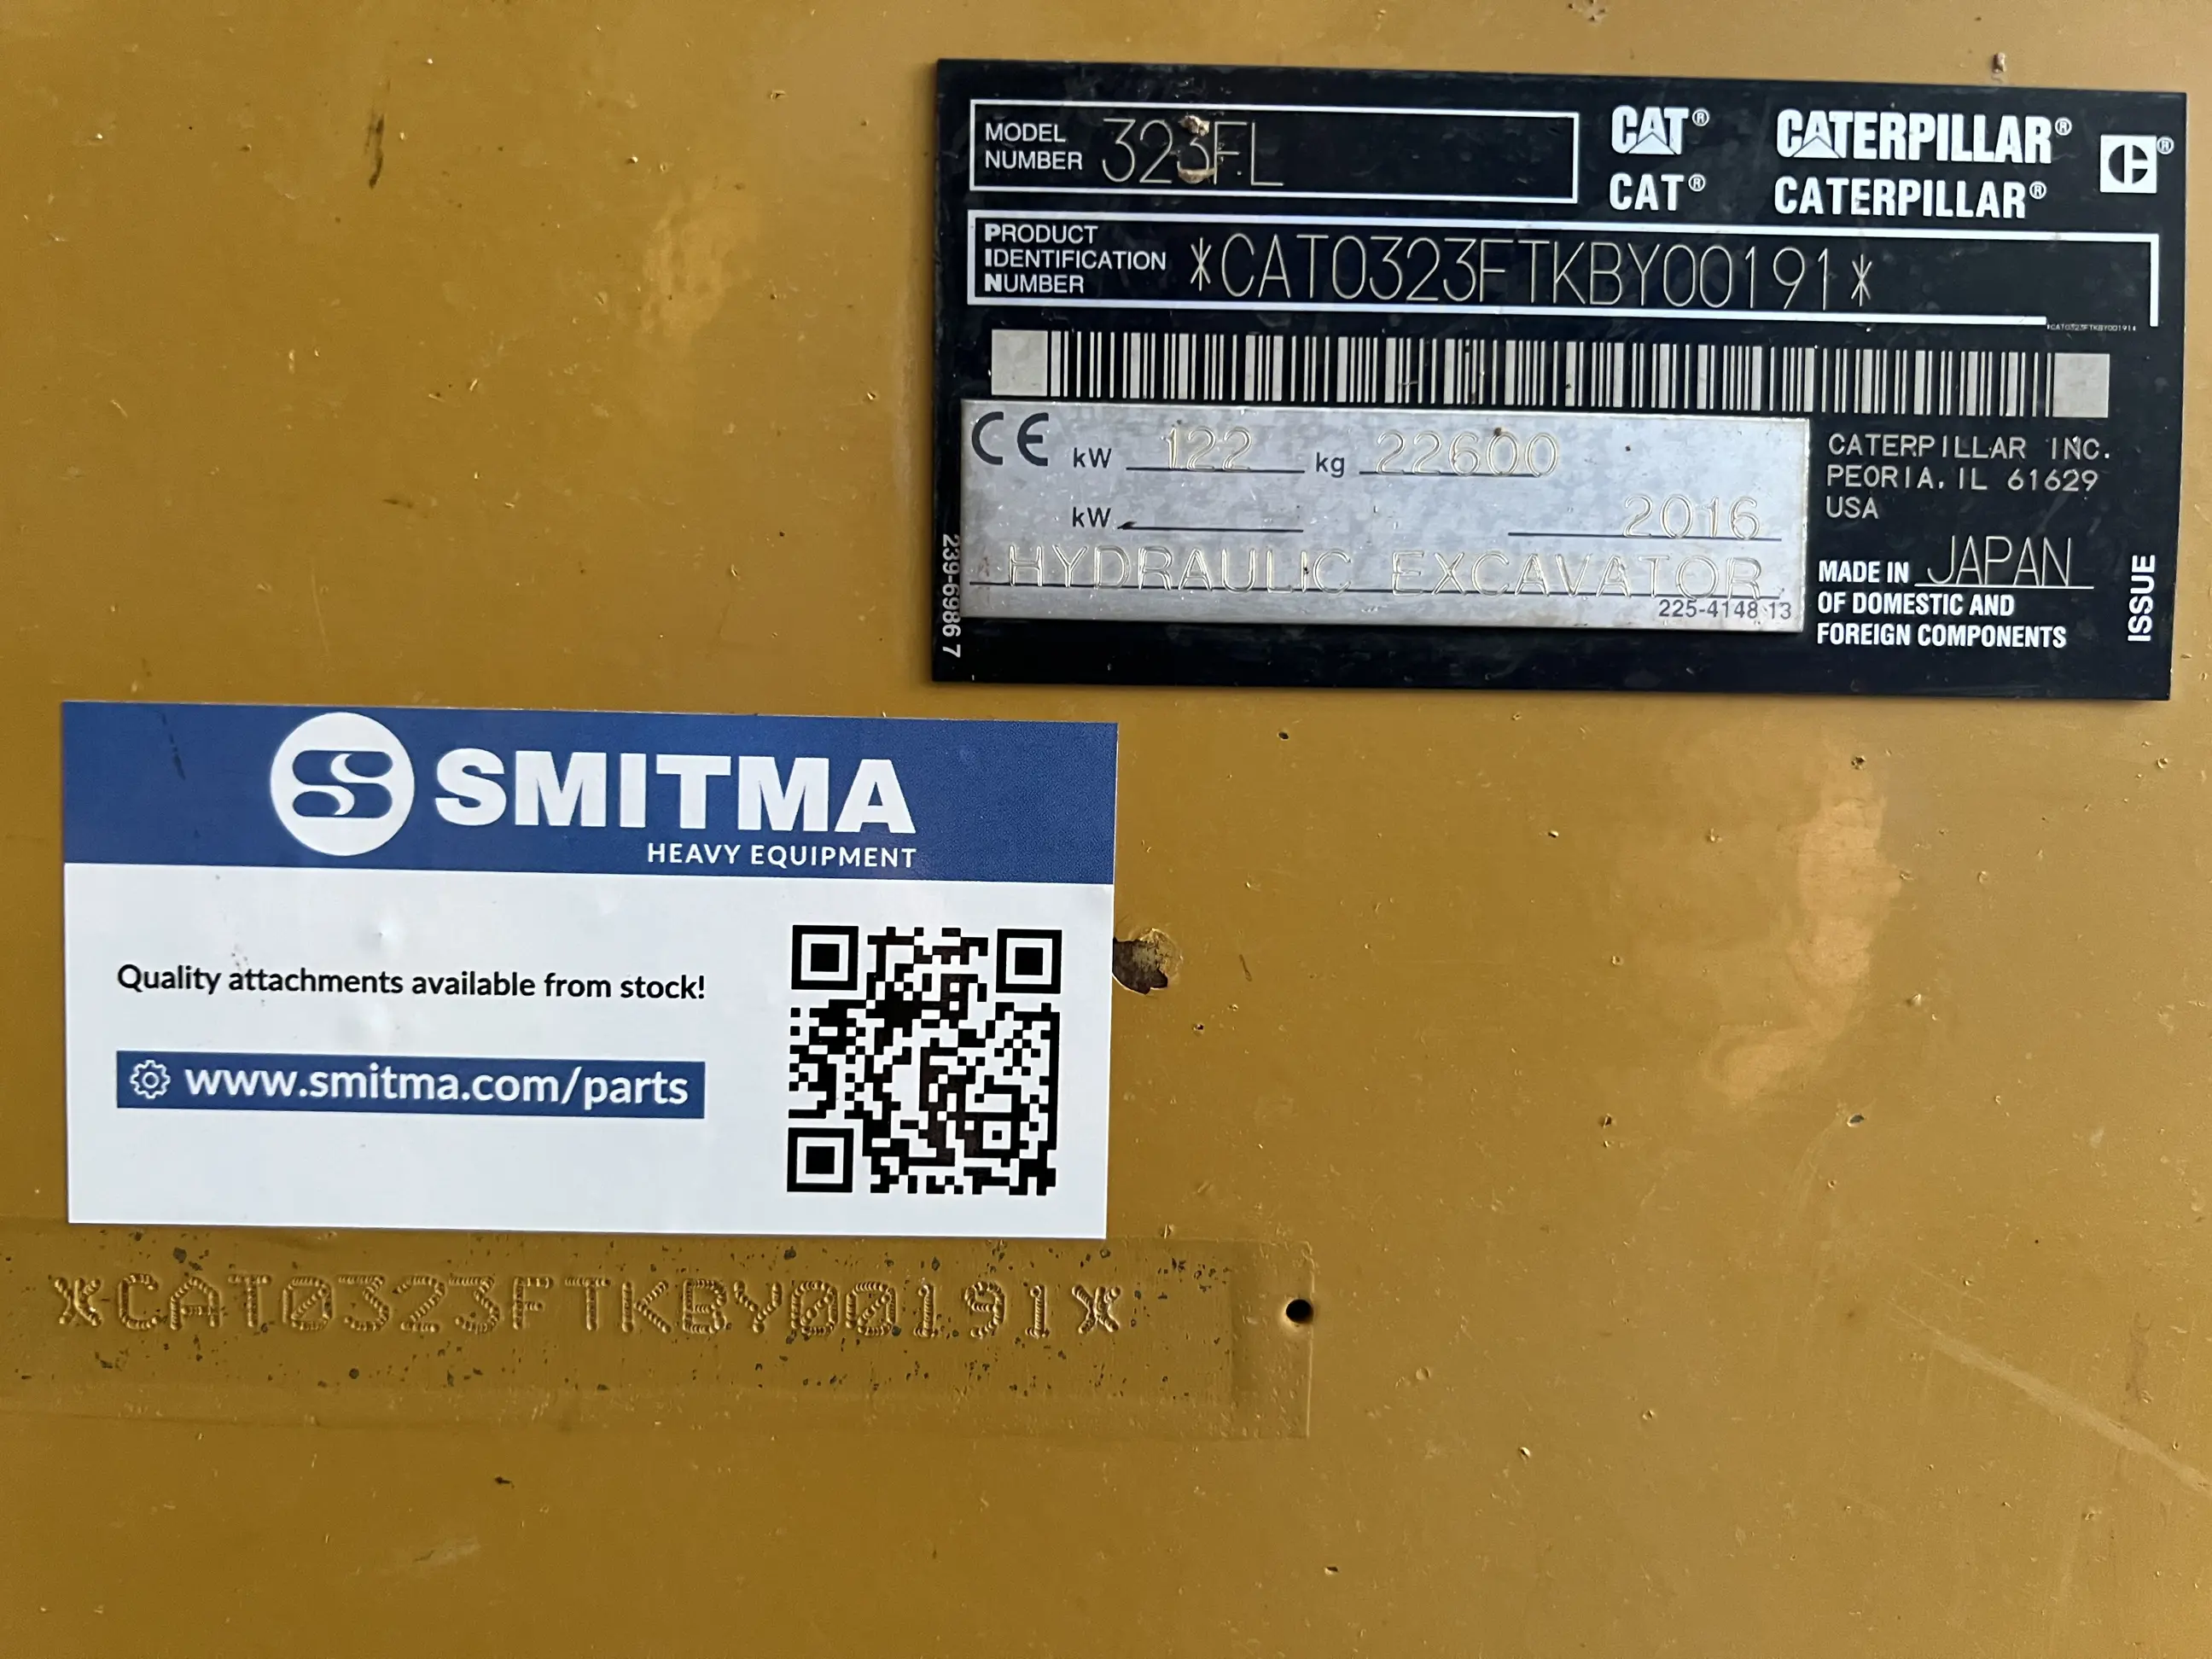 MODEL NUMBER 323FL
CAT® CATERPILLAR®
CAT® CATERPILLAR®
PRODUCT IDENTIFICATION NUMBER *CAT0323FTKBY00191*
*CAT0323FTKBY00191*
CE kW 122 kg 22600
kW 2016
HYDRAULIC EXCAVATOR
225-4148 13
239-6986 7
CATERPILLAR INC.
PEORIA, IL 61629
USA
MADE IN JAPAN
OF DOMESTIC AND
FOREIGN COMPONENTS
ISSUE
SMITMA
HEAVY EQUIPMENT
Quality attachments available from stock!
www.smitma.com/parts
*CAT0323FTKBY00191*